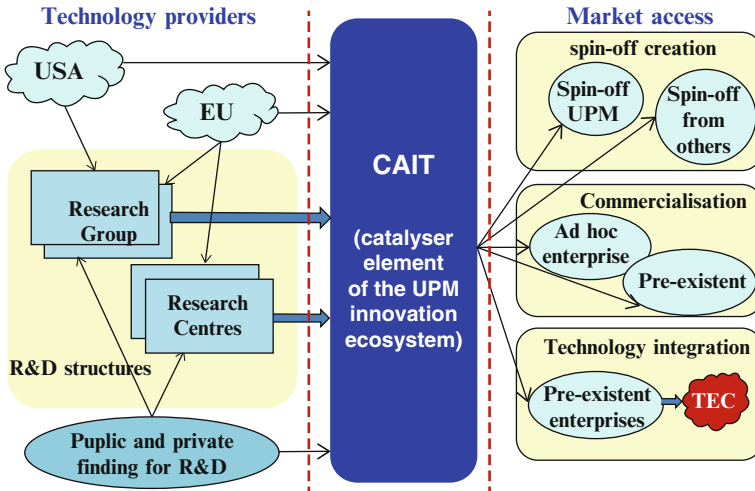 Technology providers
Market access
USA
EU
Research
Group
Research
Centres
R&D structures
Puplic and private
finding for R&D
CAIT
(catalyser
element
of the UPM
innovation
ecosystem)
spin-off creation
Spin-off
UPM
Spin-off
from
others
Commercialisation
Ad hoc
enterprise
Pre-existent
Technology integration
Pre-existent
enterprises
TEC